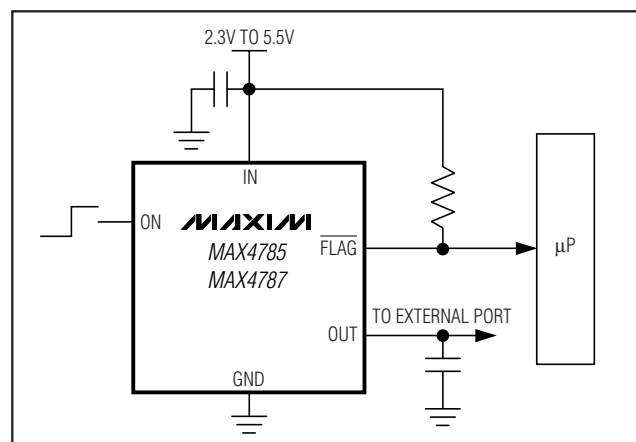 2.3V TO 5.5V
IN
ON
MAXIM
MAX4785
MAX4787
FLAG
µP
TO EXTERNAL PORT
OUT
GND